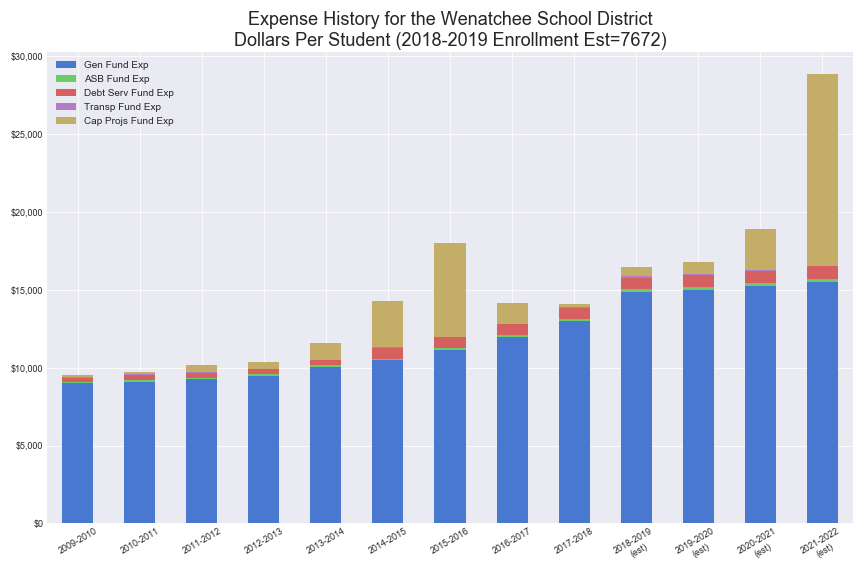 Expense History for the Wenatchee School District
Dollars Per Student (2018-2019 Enrollment Est=7672)
Gen Fund Exp
ASB Fund Exp
Debt Serv Fund Exp
Transp Fund Exp
Cap Projs Fund Exp
$30,000
$25,000
$20,000
$15,000
$10,000
$5,000
$0
2009-2010
2010-2011
2011-2012
2012-2013
2013-2014
2014-2015
2015-2016
2016-2017
2017-2018
2018-2019
(est)
2019-2020
(est)
2020-2021
(est)
2021-2022
(est)